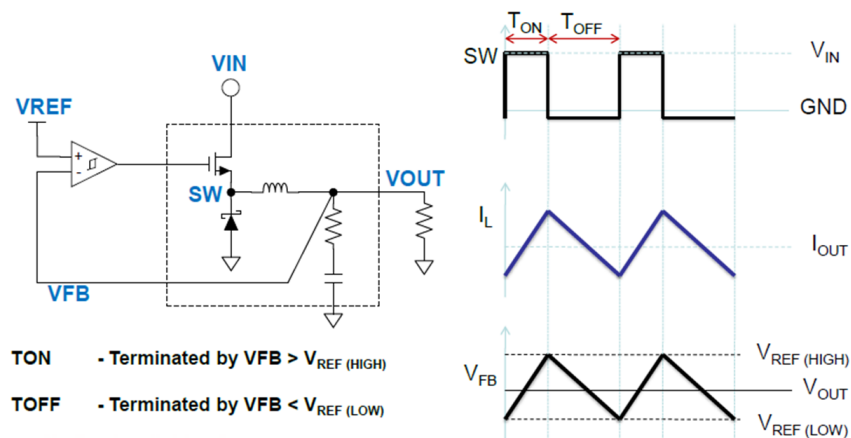 VIN
VREF
+
-
SW
VOUT
VFB
TON - Terminated by VFB > VREF (HIGH)
TOFF - Terminated by VFB < VREF (LOW)
TON TOFF
SW
VIN
GND
IL
IOUT
VFB
VREF (HIGH)
VOUT
VREF (LOW)